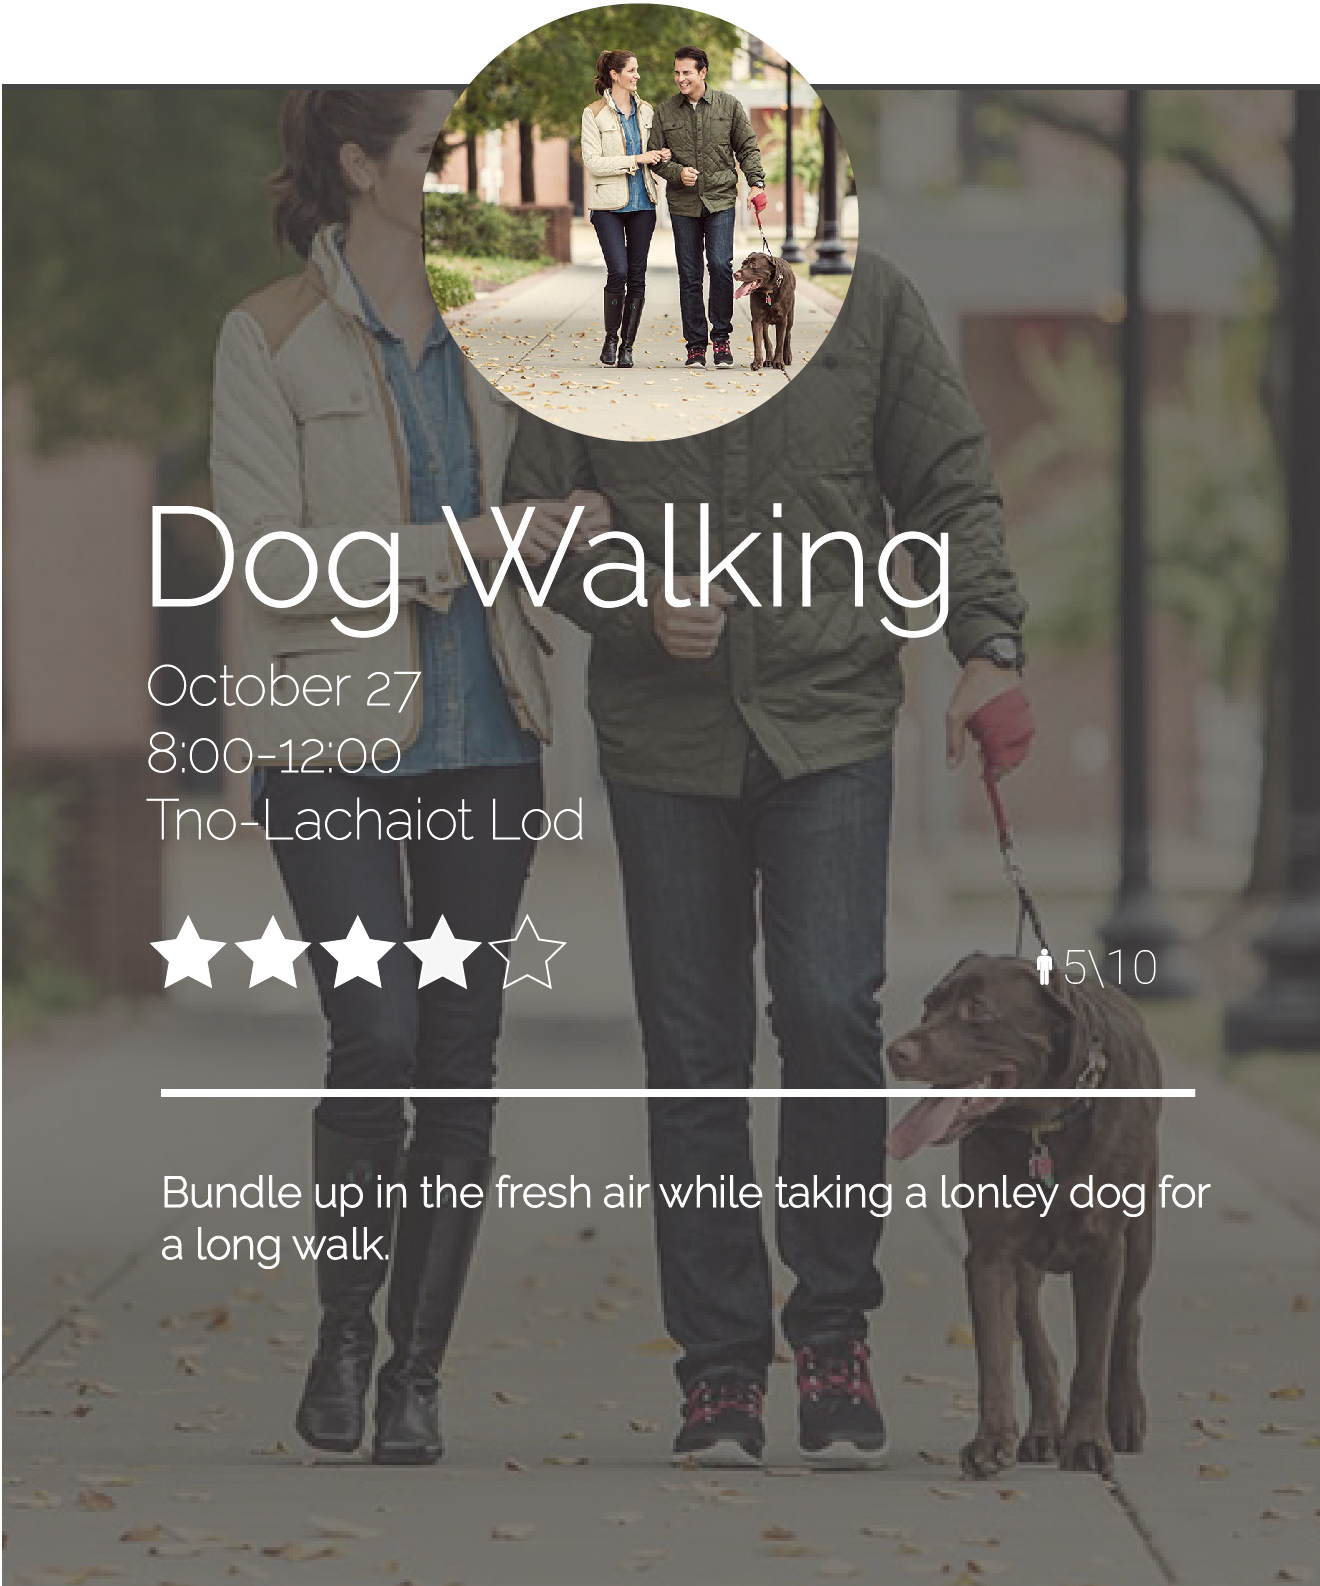 Dog Walking
October 27
8:00-12:00
Tno-Lachaiot Lod
5\10
Bundle up in the fresh air while taking a lonley dog for
a long walk.